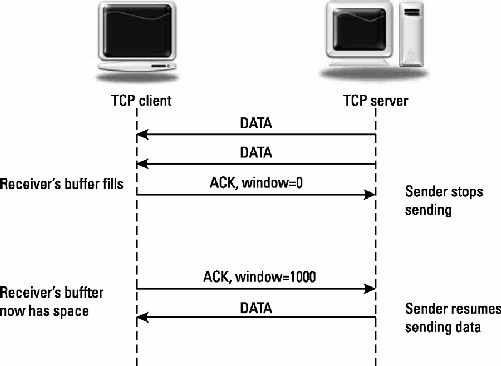 TCP client
TCP server
DATA
DATA
Receiver's buffer fills
ACK, window=0
Sender stops
sending
ACK, window=1000
Receiver's buffter
now has space
DATA
Sender resumes
sending data